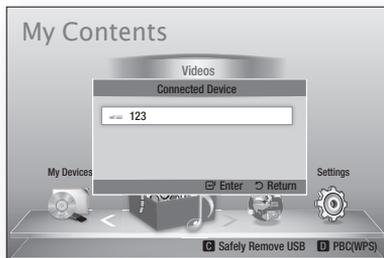 My Contents
Videos
Connected Device
123
Enter Return
My Devices
Settings
C Safely Remove USB D PBC(WPS)